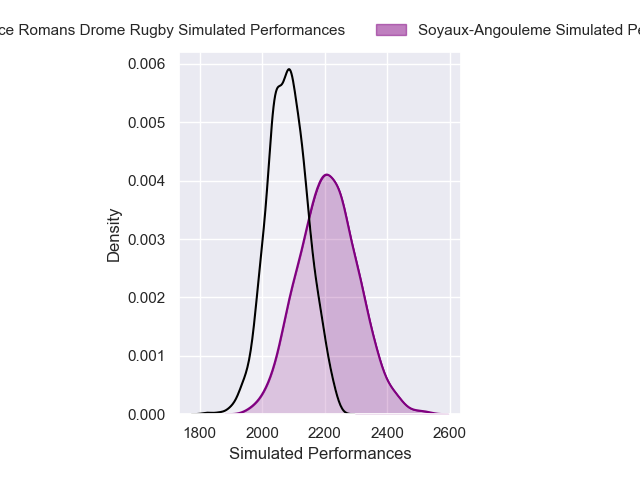 ce Romans Drome Rugby Simulated Performances
Soyaux-Angouleme Simulated Pe
0.006
0.005
0.004
0.003
0.002
0.001
0.000
Density
1800 2000 2200 2400 2600
Simulated Performances